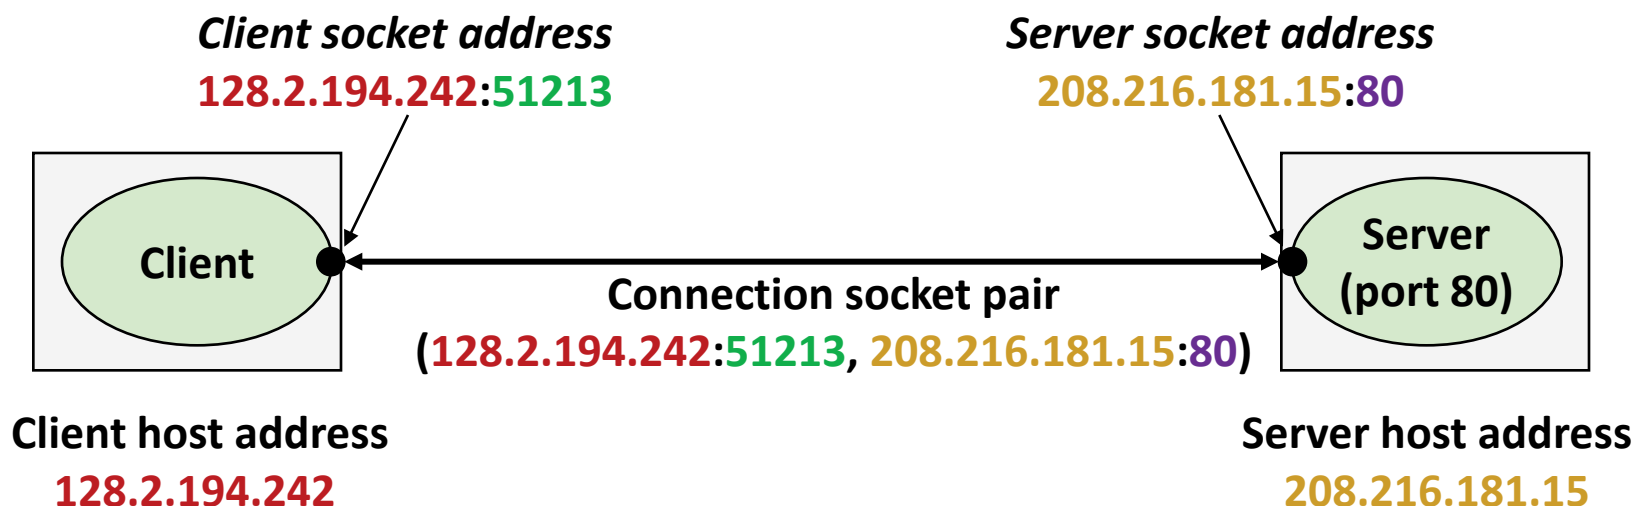 Client socket address
128.2.194.242:51213
Server socket address
208.216.181.15:80
Client
Server
(port 80)
Connection socket pair
(128.2.194.242:51213, 208.216.181.15:80)
Client host address
128.2.194.242
Server host address
208.216.181.15